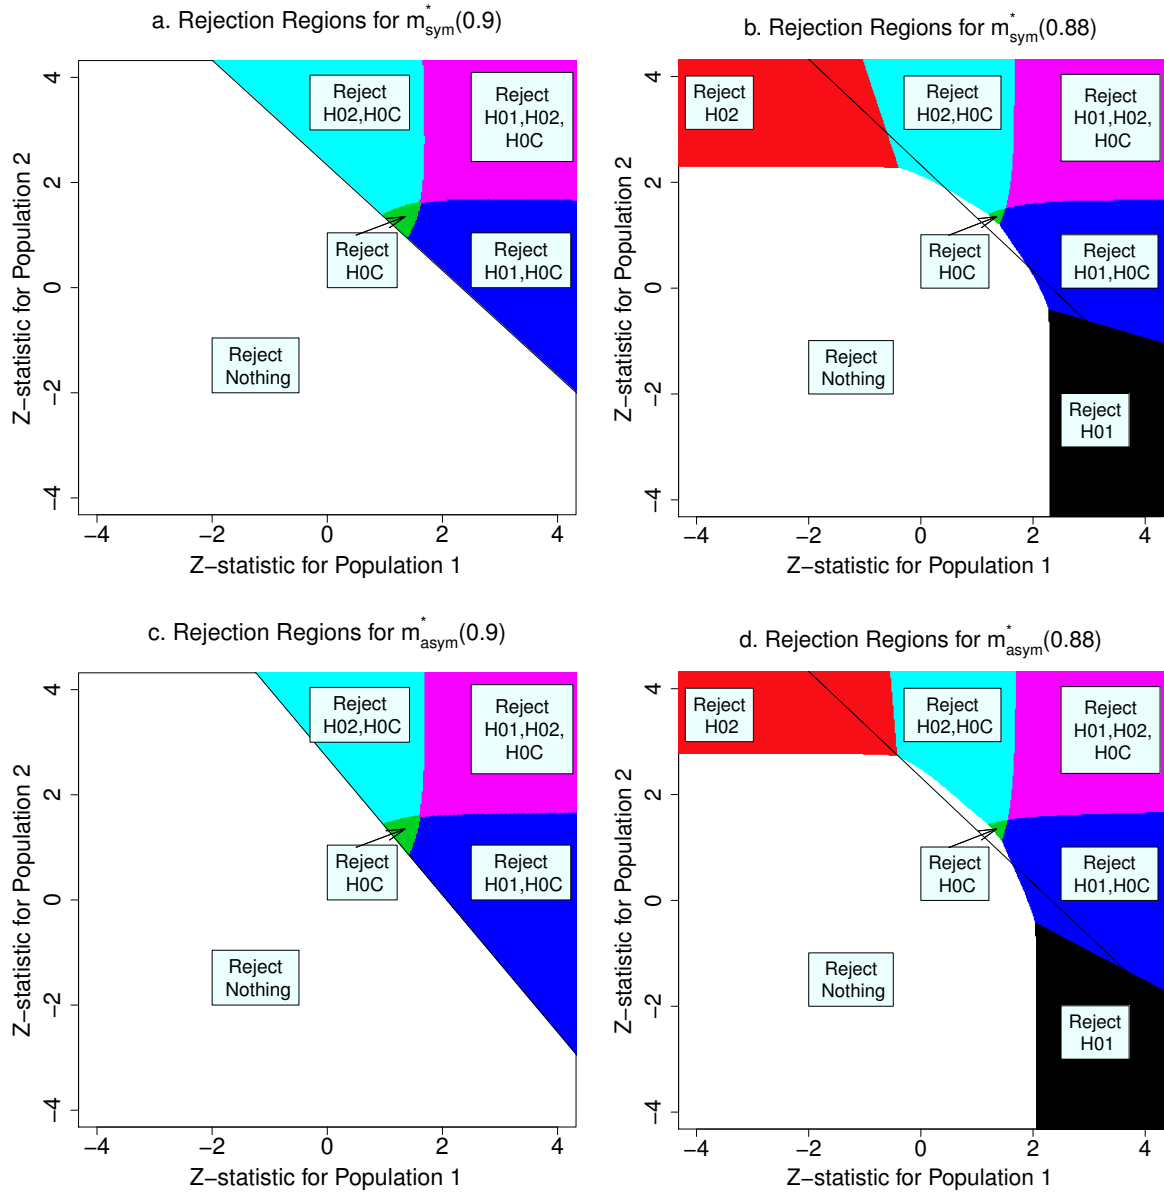 a. Rejection Regions for m*sym(0.9)
Z−statistic for Population 2
4
2
0
−2
−4
Reject
H02,H0C
Reject
H01,H02,
H0C
Reject
H0C
Reject
H01,H0C
Reject
Nothing
−4 −2 0 2 4
Z−statistic for Population 1
b. Rejection Regions for m*sym(0.88)
Z−statistic for Population 2
4
2
0
−2
−4
Reject
H02
Reject
H02,H0C
Reject
H01,H02,
H0C
Reject
H0C
Reject
H01,H0C
Reject
Nothing
Reject
H01
−4 −2 0 2 4
Z−statistic for Population 1
c. Rejection Regions for m*asym(0.9)
Z−statistic for Population 2
4
2
0
−2
−4
Reject
H02,H0C
Reject
H01,H02,
H0C
Reject
H0C
Reject
H01,H0C
Reject
Nothing
−4 −2 0 2 4
Z−statistic for Population 1
d. Rejection Regions for m*asym(0.88)
Z−statistic for Population 2
4
2
0
−2
−4
Reject
H02
Reject
H02,H0C
Reject
H01,H02,
H0C
Reject
H0C
Reject
H01,H0C
Reject
Nothing
Reject
H01
−4 −2 0 2 4
Z−statistic for Population 1